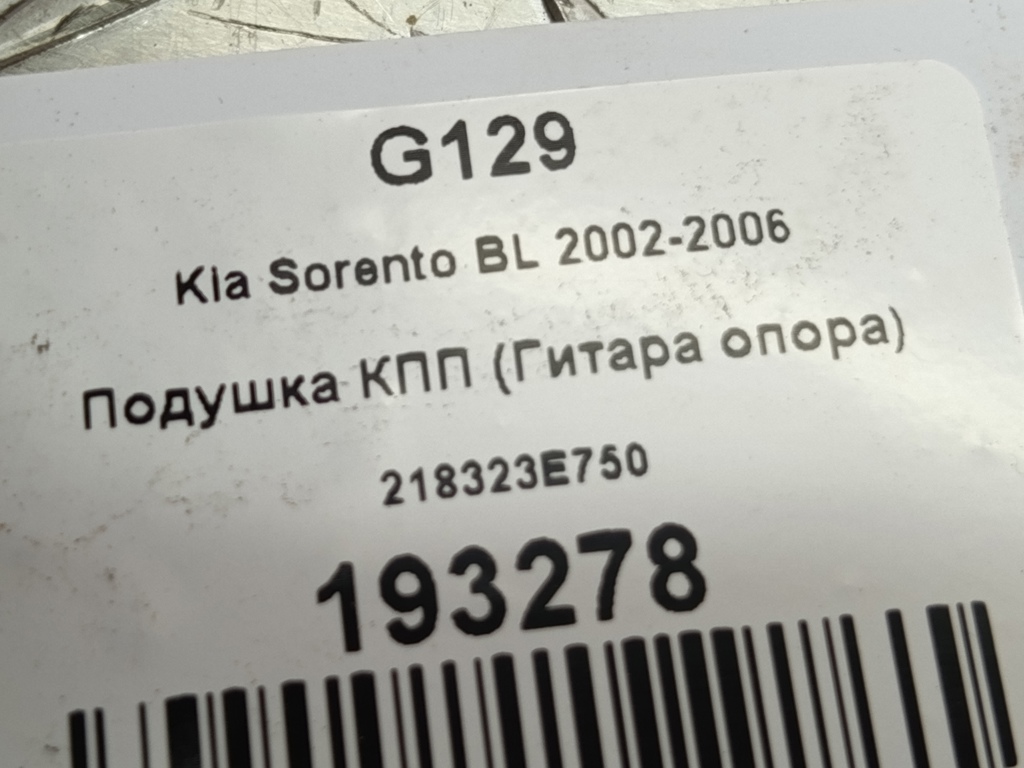 G129
Kia Sorento BL 2002-2006
Подушка КПП (Гитара опора)
218323E750
193278